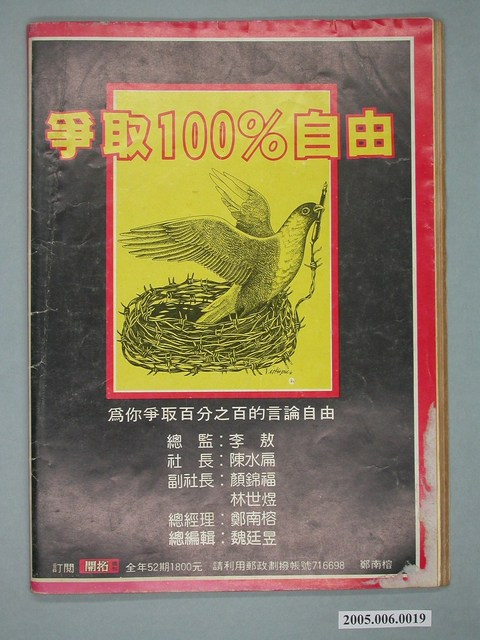 爭取100%自由
為你爭取百分之百的言論自由
總 監：李 敖
社 長：陳水扁
副社長：顏錦福
林世煜
總經理：鄭南榕
總編輯：魏廷昱
訂閱 開拓 全年52期1800元 請利用郵政劃撥帳號716698 鄭南榕
2005.006.0019